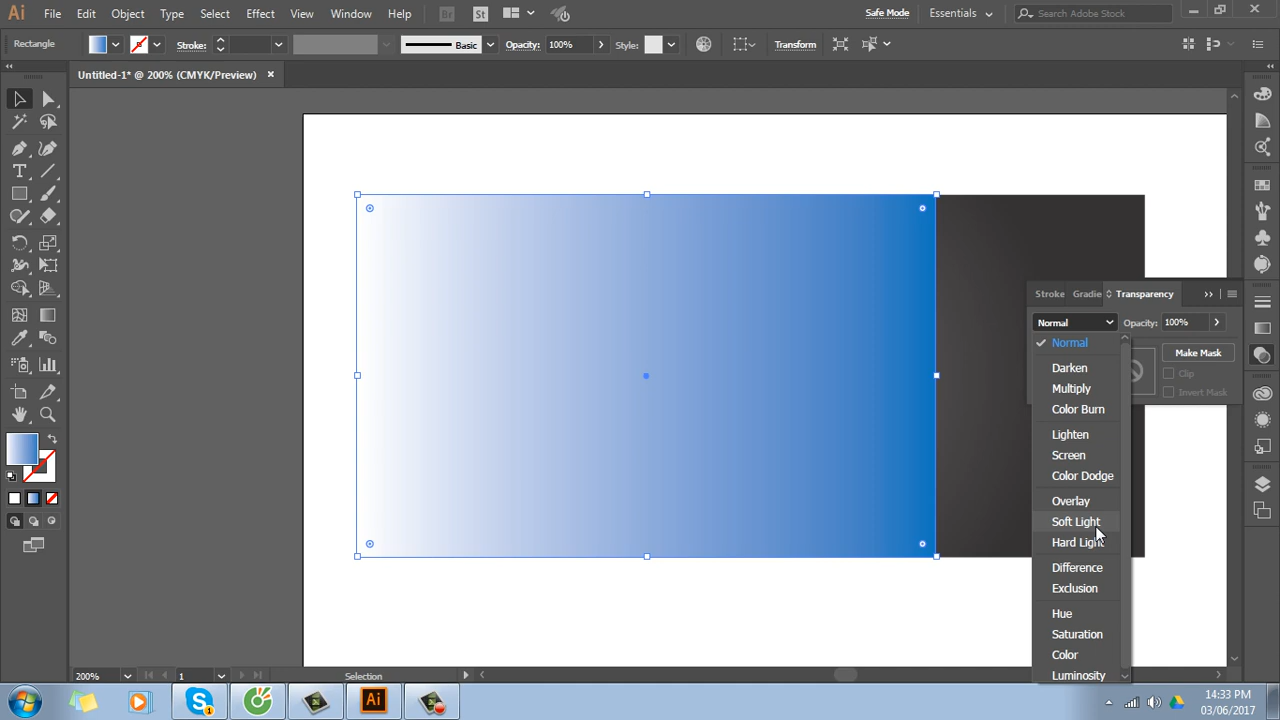 Ai File Edit Object Type Select Effect View Window Help Br St Safe Mode Essentials Search Adobe Stock
Rectangle Stroke: Basic Opacity: 100% Style: Transform
Untitled-1* @ 200% (CMYK/Preview)
Stroke Gradie Transparency
Normal Opacity: 100%
Normal
Make Mask
Darken
Clip
Multiply
Invert Mask
Color Burn
Lighten
Screen
Color Dodge
Overlay
Soft Light
Hard Light
Difference
Exclusion
Hue
Saturation
Color
Luminosity
200% 1 Selection
Ai
14:33 PM
03/06/2017